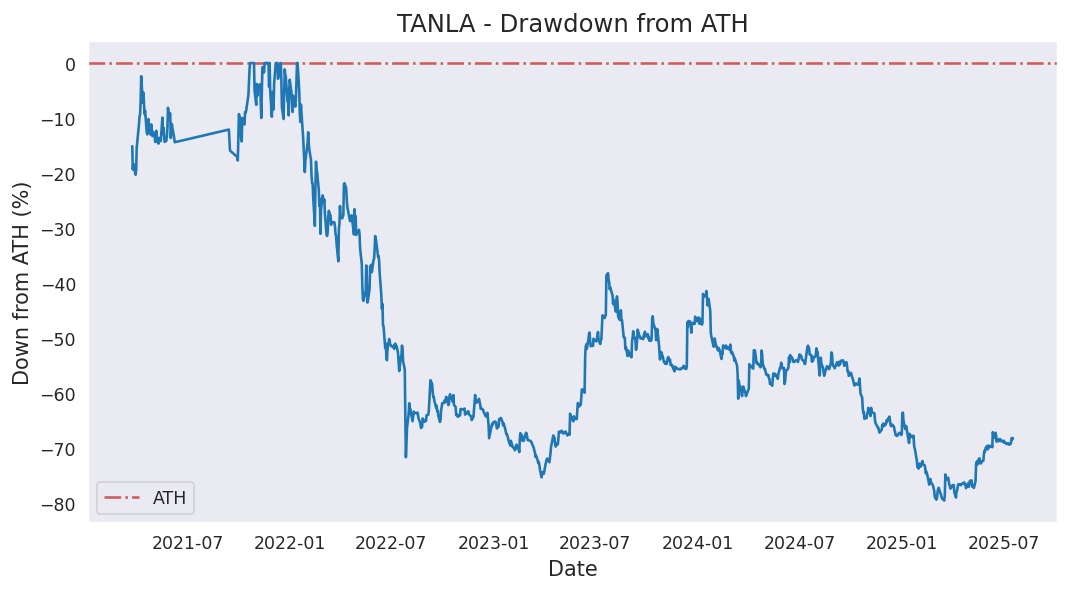 TANLA - Drawdown from ATH
Down from ATH (%)
0
−10
−20
−30
−40
−50
−60
−70
−80
ATH
2021-07 2022-01 2022-07 2023-01 2023-07 2024-01 2024-07 2025-01 2025-07
Date